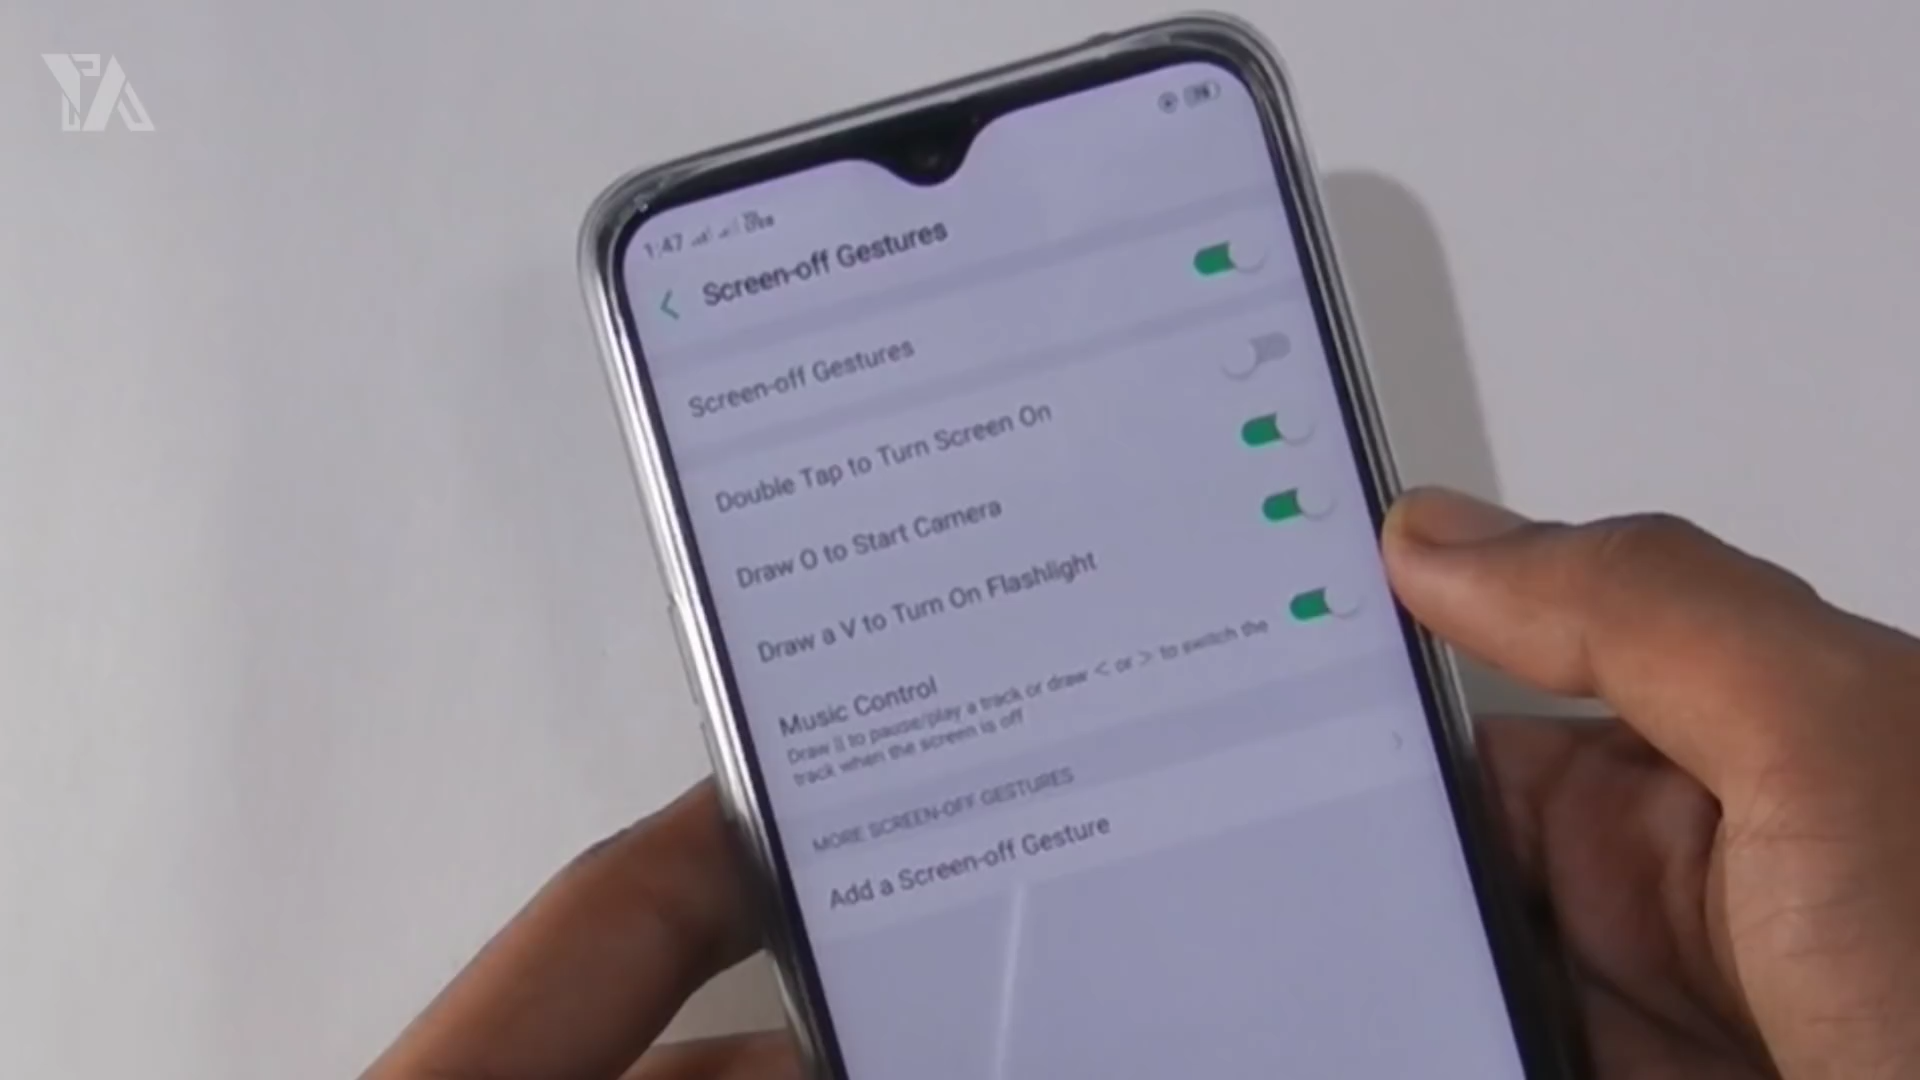 1:47
Screen-off Gestures
Screen-off Gestures
Double Tap to Turn Screen On
Draw O to Start Camera
Draw a V to Turn On Flashlight
Music Control
Draw || to pause/play a track or draw < or > to switch the
track when the screen is off
MORE SCREEN-OFF GESTURES
Add a Screen-off Gesture